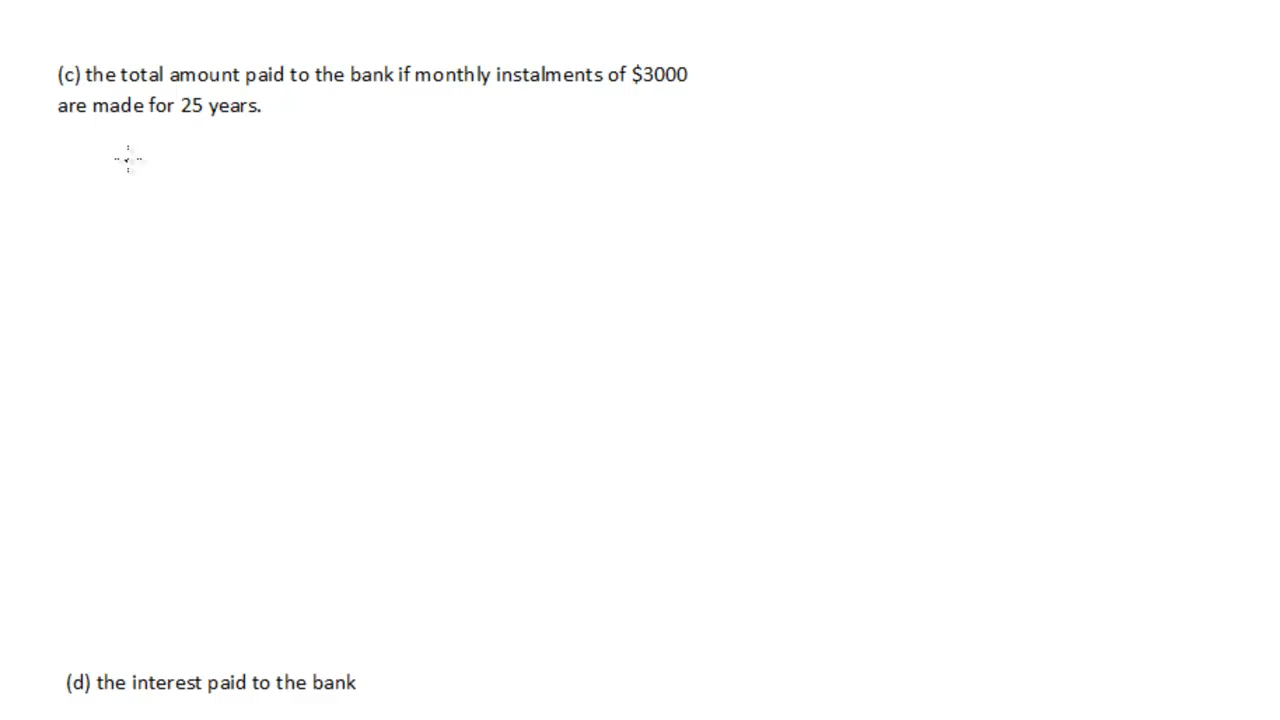 (c) the total amount paid to the bank if monthly instalments of $3000
are made for 25 years.
(d) the interest paid to the bank